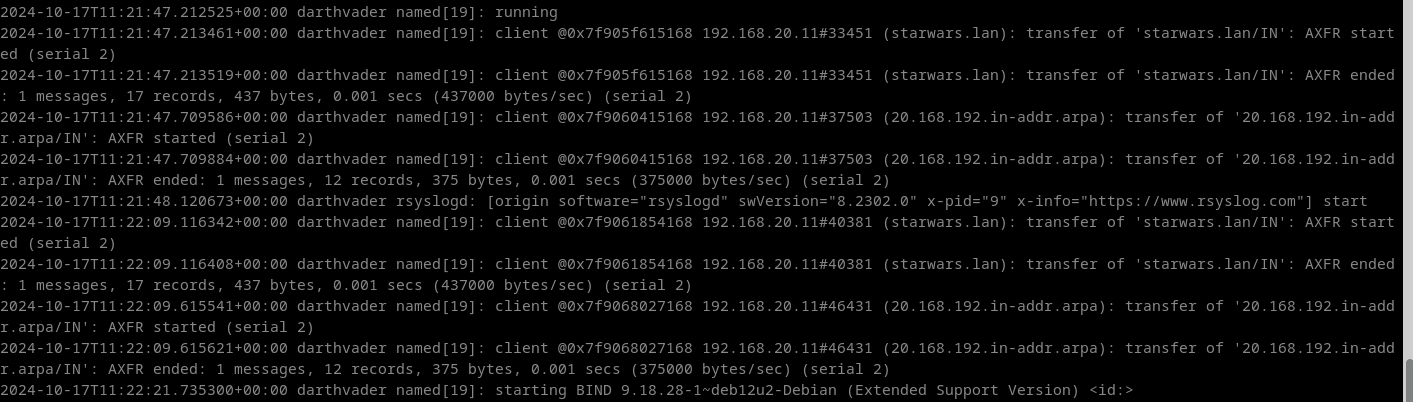 2024-10-17T11:21:47.212525+00:00 darthvader named[19]: running
2024-10-17T11:21:47.213461+00:00 darthvader named[19]: client @0x7f905f615168 192.168.20.11#33451 (starwars.lan): transfer of 'starwars.lan/IN': AXFR start
ed (serial 2)
2024-10-17T11:21:47.213519+00:00 darthvader named[19]: client @0x7f905f615168 192.168.20.11#33451 (starwars.lan): transfer of 'starwars.lan/IN': AXFR ended
: 1 messages, 17 records, 437 bytes, 0.001 secs (437000 bytes/sec) (serial 2)
2024-10-17T11:21:47.709586+00:00 darthvader named[19]: client @0x7f9060415168 192.168.20.11#37503 (20.168.192.in-addr.arpa): transfer of '20.168.192.in-add
r.arpa/IN': AXFR started (serial 2)
2024-10-17T11:21:47.709884+00:00 darthvader named[19]: client @0x7f9060415168 192.168.20.11#37503 (20.168.192.in-addr.arpa): transfer of '20.168.192.in-add
r.arpa/IN': AXFR ended: 1 messages, 12 records, 375 bytes, 0.001 secs (375000 bytes/sec) (serial 2)
2024-10-17T11:21:48.120673+00:00 darthvader rsyslogd: [origin software="rsyslogd" swVersion="8.2302.0" x-pid="9" x-info="https://www.rsyslog.com"] start
2024-10-17T11:22:09.116342+00:00 darthvader named[19]: client @0x7f9061854168 192.168.20.11#40381 (starwars.lan): transfer of 'starwars.lan/IN': AXFR start
ed (serial 2)
2024-10-17T11:22:09.116408+00:00 darthvader named[19]: client @0x7f9061854168 192.168.20.11#40381 (starwars.lan): transfer of 'starwars.lan/IN': AXFR ended
: 1 messages, 17 records, 437 bytes, 0.001 secs (437000 bytes/sec) (serial 2)
2024-10-17T11:22:09.615541+00:00 darthvader named[19]: client @0x7f9068027168 192.168.20.11#46431 (20.168.192.in-addr.arpa): transfer of '20.168.192.in-add
r.arpa/IN': AXFR started (serial 2)
2024-10-17T11:22:09.615621+00:00 darthvader named[19]: client @0x7f9068027168 192.168.20.11#46431 (20.168.192.in-addr.arpa): transfer of '20.168.192.in-add
r.arpa/IN': AXFR ended: 1 messages, 12 records, 375 bytes, 0.001 secs (375000 bytes/sec) (serial 2)
2024-10-17T11:22:21.735300+00:00 darthvader named[19]: starting BIND 9.18.28-1~deb12u2-Debian (Extended Support Version) <id:>